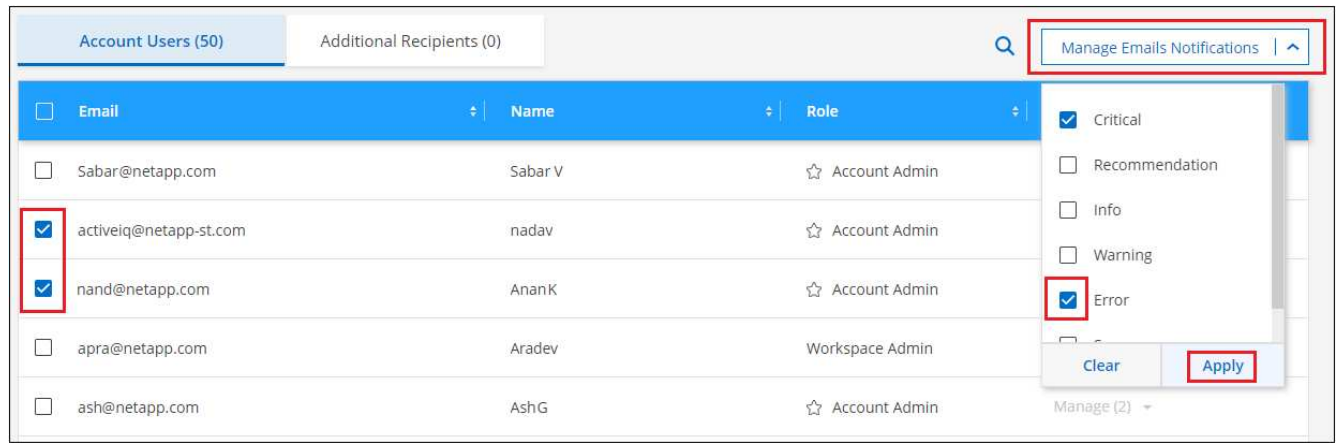 Account Users (50)
Additional Recipients (0)
Manage Emails Notifications
Email
Name
Role
Critical
Recommendation
Info
Warning
Error
Clear
Apply
Sabar@netapp.com
Sabar V
Account Admin
activeiq@netapp-st.com
nadav
Account Admin
nand@netapp.com
AnanK
Account Admin
apra@netapp.com
Aradev
Workspace Admin
ash@netapp.com
AshG
Account Admin
Manage (2)